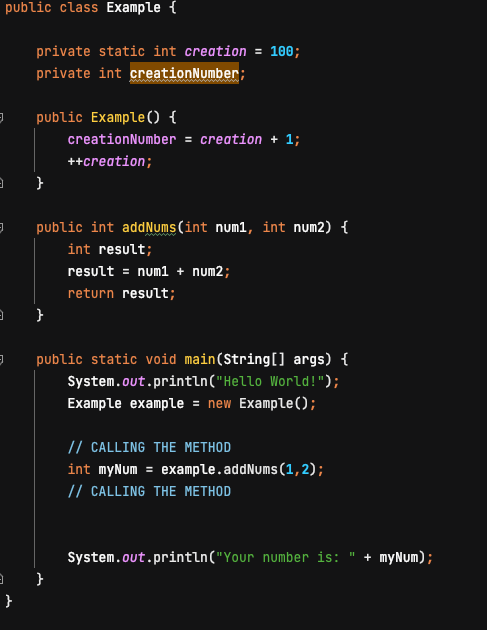 public class Example {
private static int creation = 100;
private int creationNumber;
public Example() {
creationNumber = creation + 1;
++creation;
}
public int addNums(int num1, int num2) {
int result;
result = num1 + num2;
return result;
}
public static void main(String[] args) {
System.out.println("Hello World!");
Example example = new Example();
// CALLING THE METHOD
int myNum = example.addNums(1,2);
// CALLING THE METHOD
System.out.println("Your number is: " + myNum);
}
}